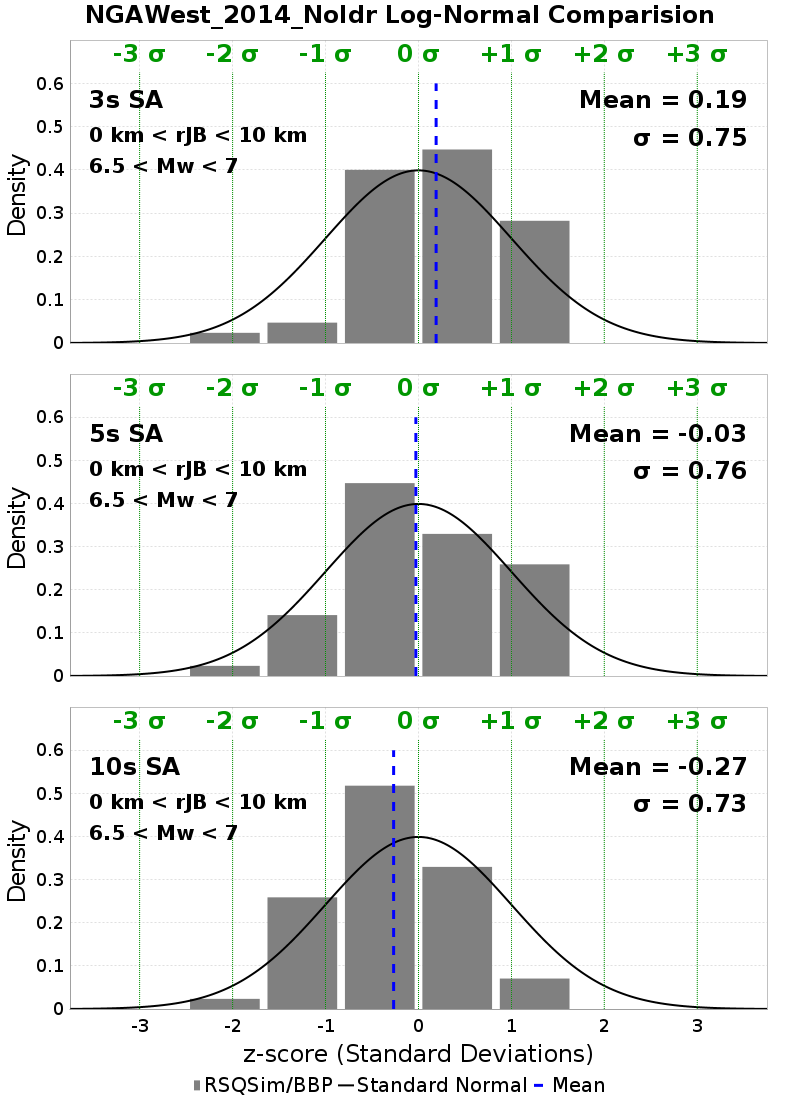 NGAWest_2014_NoIdr Log-Normal Comparision
-3 σ -2 σ -1 σ 0 σ +1 σ +2 σ +3 σ
0.6
3s SA Mean = 0.19
0.5
0 km < rJB < 10 km σ = 0.75
6.5 < Mw < 7
0.4
Density
0.3
0.2
0.1
0
-3 σ -2 σ -1 σ 0 σ +1 σ +2 σ +3 σ
0.6
5s SA Mean = -0.03
0.5
0 km < rJB < 10 km σ = 0.76
6.5 < Mw < 7
0.4
Density
0.3
0.2
0.1
0
-3 σ -2 σ -1 σ 0 σ +1 σ +2 σ +3 σ
0.6
10s SA Mean = -0.27
0.5
0 km < rJB < 10 km σ = 0.73
6.5 < Mw < 7
0.4
Density
0.3
0.2
0.1
0
-3 -2 -1 0 1 2 3
z-score (Standard Deviations)
RSQSim/BBP Standard Normal Mean